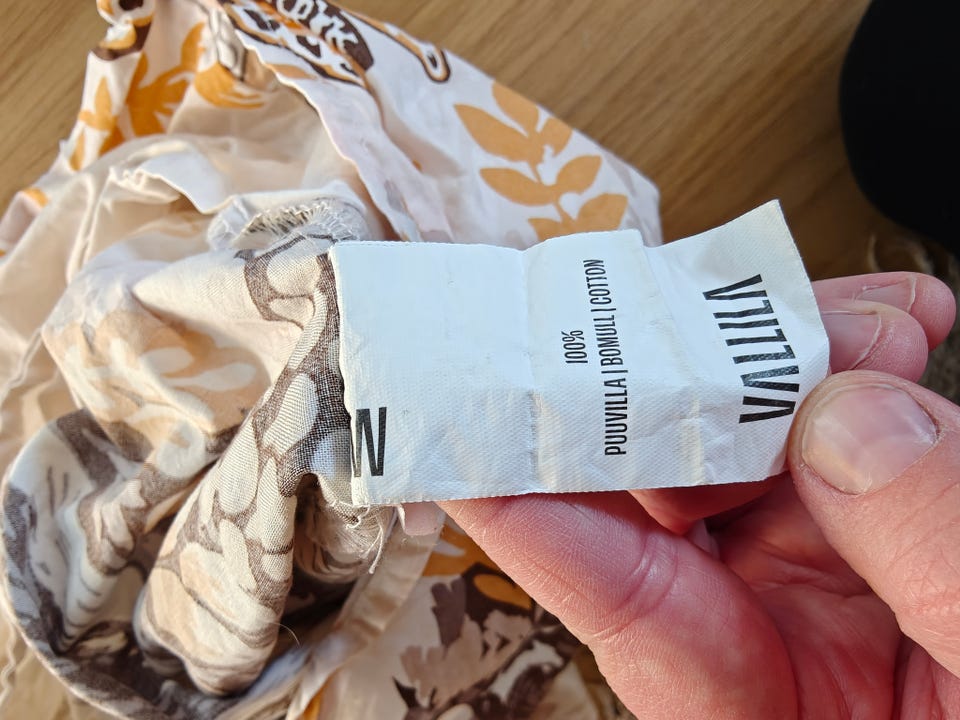 100%
PUUVILLA | BOMULL | COTTON
VALLILA